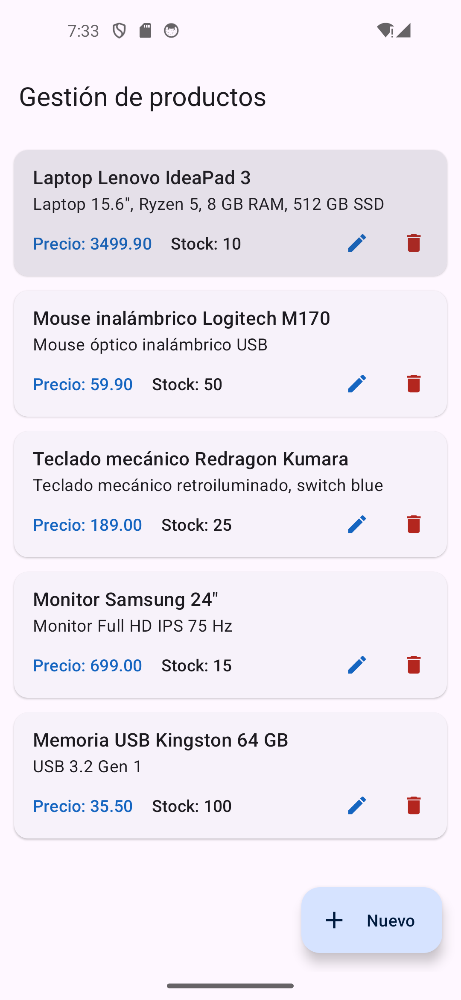 7:33
Gestión de productos
Laptop Lenovo IdeaPad 3
Laptop 15.6", Ryzen 5, 8 GB RAM, 512 GB SSD
Precio: 3499.90 Stock: 10
Mouse inalámbrico Logitech M170
Mouse óptico inalámbrico USB
Precio: 59.90 Stock: 50
Teclado mecánico Redragon Kumara
Teclado mecánico retroiluminado, switch blue
Precio: 189.00 Stock: 25
Monitor Samsung 24"
Monitor Full HD IPS 75 Hz
Precio: 699.00 Stock: 15
Memoria USB Kingston 64 GB
USB 3.2 Gen 1
Precio: 35.50 Stock: 100
Nuevo